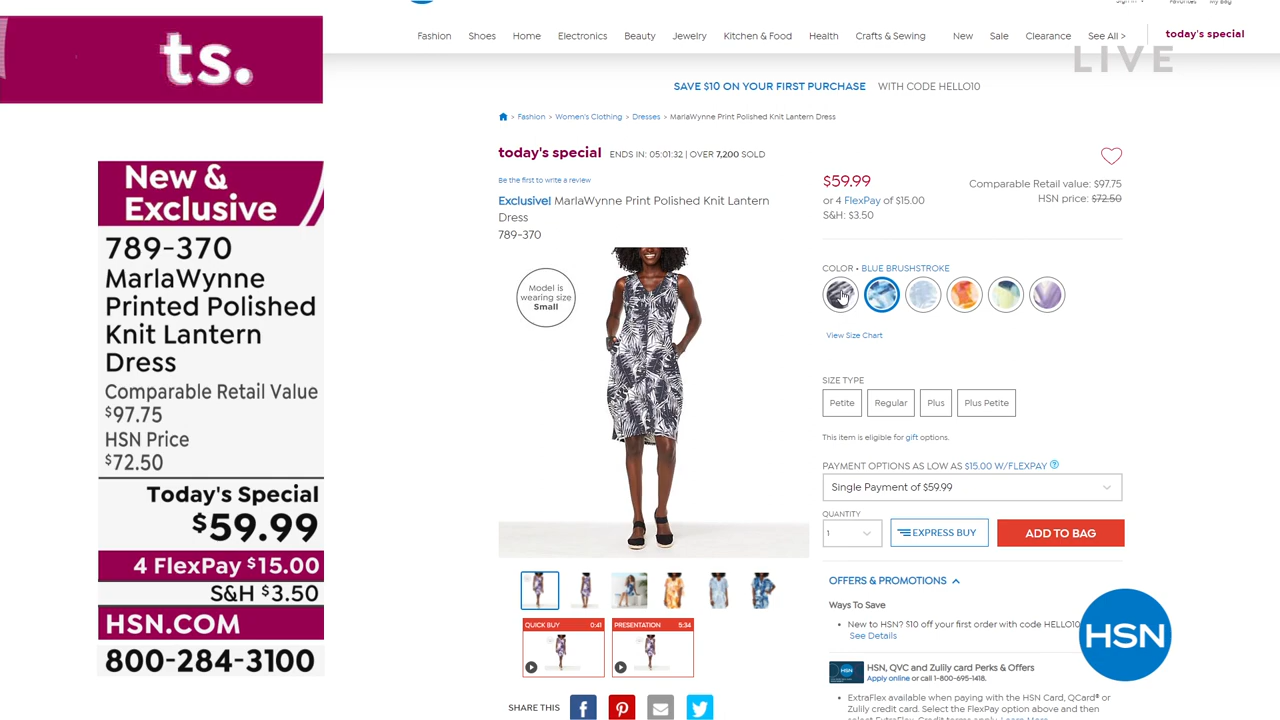 ts.
New &
Exclusive
789-370
MarlaWynne
Printed Polished
Knit Lantern
Dress
Comparable Retail Value
$97.75
HSN Price
$72.50
Today's Special
$59.99
4 FlexPay $15.00
S&H $3.50
HSN.COM
800-284-3100
Fashion Shoes Home Electronics Beauty Jewelry Kitchen & Food Health Crafts & Sewing New Sale Clearance See All > today's special
LIVE
SAVE $10 ON YOUR FIRST PURCHASE WITH CODE HELLO10
> Fashion > Women's Clothing > Dresses > MarlaWynne Print Polished Knit Lantern Dress
today's special ENDS IN: 05:01:32 | OVER 7,200 SOLD
Be the first to write a review
Exclusive! MarlaWynne Print Polished Knit Lantern
Dress
789-370
Model is
wearing size
Small
QUICK BUY 0:41
PRESENTATION 5:34
SHARE THIS
$59.99
or 4 FlexPay of $15.00
S&H: $3.50
Comparable Retail value: $97.75
HSN price: $72.50
COLOR • BLUE BRUSHSTROKE
View Size Chart
SIZE TYPE
Petite Regular Plus Plus Petite
This item is eligible for gift options.
PAYMENT OPTIONS AS LOW AS $15.00 W/FLEXPAY ?
Single Payment of $59.99
QUANTITY
1 EXPRESS BUY ADD TO BAG
OFFERS & PROMOTIONS
Ways To Save
• New to HSN? $10 off your first order with code HELLO10
See Details
HSN
HSN, QVC and Zulily card Perks & Offers
Apply online or call 1-800-695-1418.
• ExtraFlex available when paying with the HSN Card, QCard® or
Zulily credit card. Select the FlexPay option above and then
HSN